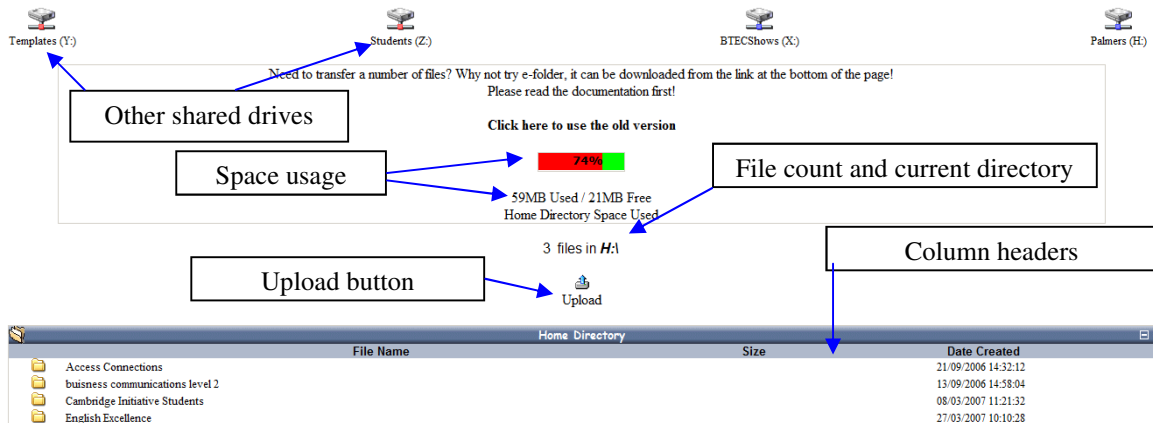 Templates (Y:) Students (Z:) BTECShows (X:) Palmers (H:)
Need to transfer a number of files? Why not try e-folder, it can be downloaded from the link at the bottom of the page!
Please read the documentation first!
Other shared drives
Click here to use the old version
74%
Space usage
File count and current directory
59MB Used / 21MB Free
Home Directory Space Used
3 files in H:\
Column headers
Upload button
Upload
Home Directory
File Name Size Date Created
Access Connections 21/09/2006 14:32:12
buisness communications level 2 13/09/2006 14:58:04
Cambridge Initiative Students 08/03/2007 11:21:32
English Excellence 27/03/2007 10:10:28